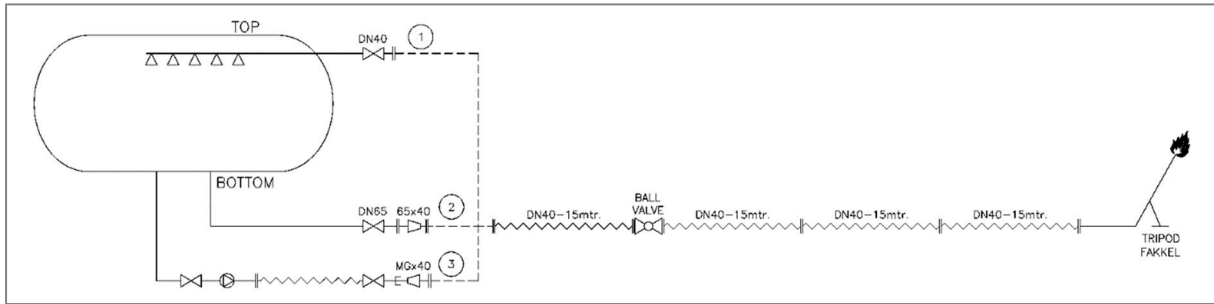 TOP
DN40
1
BOTTOM
DN65
65x40
2
DN40-15mtr.
BALL
VALVE
DN40-15mtr.
DN40-15mtr.
DN40-15mtr.
TRIPOD
FAKKEL
MGx40
3